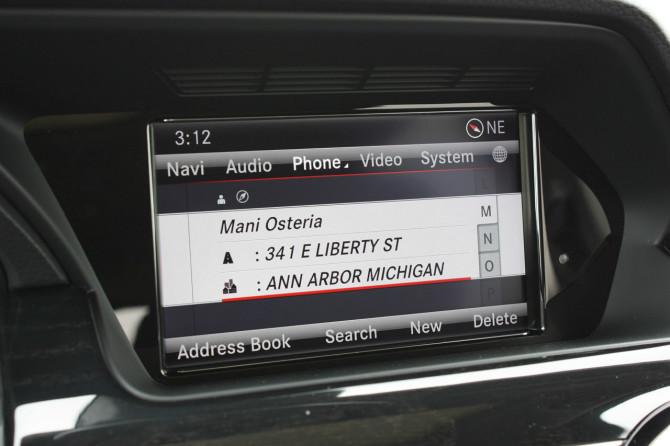 3:12 NE
Navi Audio Phone Video System
L
Mani Osteria
M
: 341 E LIBERTY ST
N
: ANN ARBOR MICHIGAN
O
P
Address Book Search New Delete